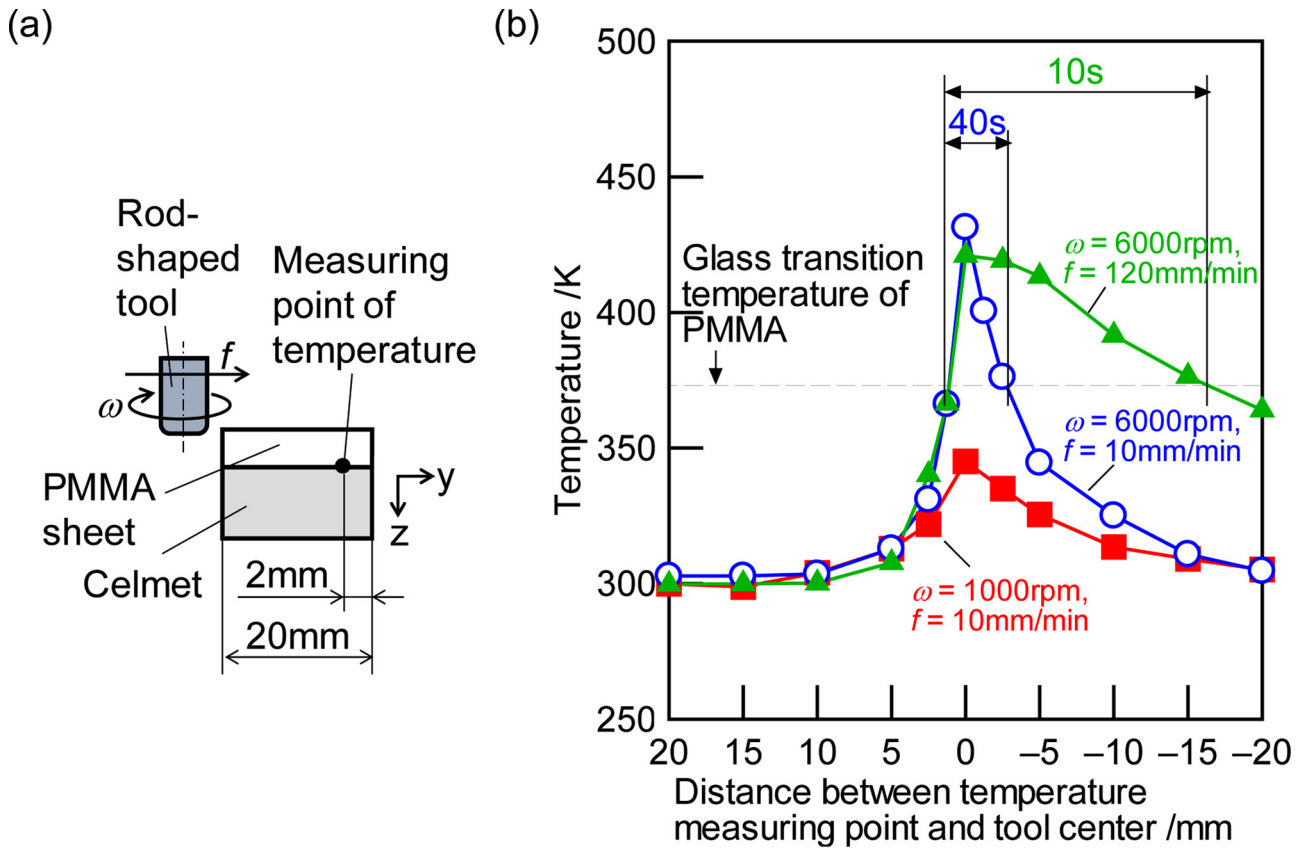 (a)
Rod-
shaped
tool
Measuring
point of
temperature
f
ω
PMMA
sheet
Celmet
y
z
2mm
20mm
(b)
500
450
400
350
300
250
Temperature /K
10s
40s
Glass transition
temperature of
PMMA
ω = 6000rpm,
f = 120mm/min
ω = 6000rpm,
f = 10mm/min
ω = 1000rpm,
f = 10mm/min
20 15 10 5 0 –5 –10 –15 –20
Distance between temperature
measuring point and tool center /mm